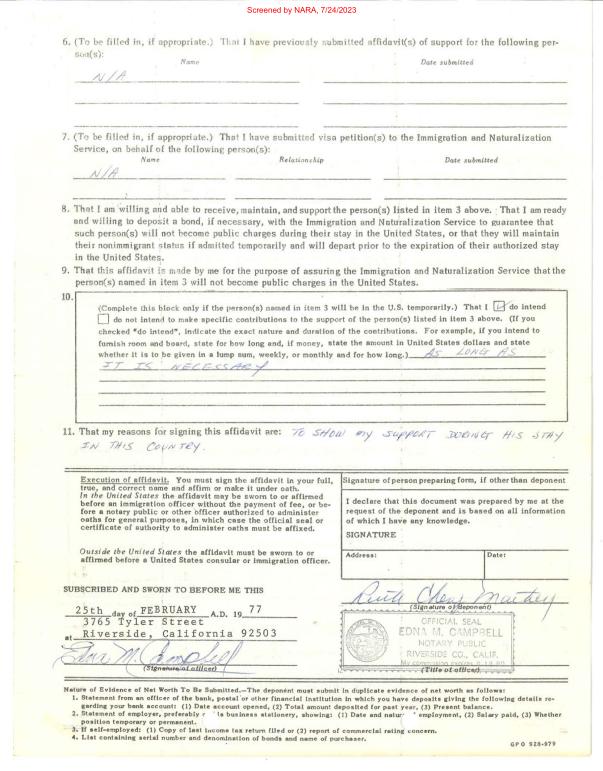 Screened by NARA, 7/24/2023
6. (To be filled in, if appropriate.) That I have previously submitted affidavit(s) of support for the following per-
son(s):
Name Date submitted
N/A
7. (To be filled in, if appropriate.) That I have submitted visa petition(s) to the Immigration and Naturalization
Service, on behalf of the following person(s):
Name Relationship Date submitted
N/A
8. That I am willing and able to receive, maintain, and support the person(s) listed in item 3 above. That I am ready
and willing to deposit a bond, if necessary, with the Immigration and Naturalization Service to guarantee that
such person(s) will not become public charges during their stay in the United States, or that they will maintain
their nonimmigrant status if admitted temporarily and will depart prior to the expiration of their authorized stay
in the United States.
9. That this affidavit is made by me for the purpose of assuring the Immigration and Naturalization Service that the
person(s) named in item 3 will not become public charges in the United States.
10.
(Complete this block only if the person(s) named in item 3 will be in the U.S. temporarily.) That I do intend
do not intend to make specific contributions to the support of the person(s) listed in item 3 above. (If you
checked "do intend", indicate the exact nature and duration of the contributions. For example, if you intend to
furnish room and board, state for how long and, if money, state the amount in United States dollars and state
whether it is to be given in a lump sum, weekly, or monthly and for how long.) AS LONG AS
IT IS NECESSARY
11. That my reasons for signing this affidavit are: TO SHOW MY SUPPORT DURING HIS STAY
IN THIS COUNTRY.
Execution of affidavit. You must sign the affidavit in your full,
true, and correct name and affirm or make it under oath.
In the United States the affidavit may be sworn to or affirmed
before an immigration officer without the payment of fee, or be-
fore a notary public or other officer authorized to administer
oaths for general purposes, in which case the official seal or
certificate of authority to administer oaths must be affixed.
Outside the United States the affidavit must be sworn to or
affirmed before a United States consular or immigration officer.
Signature of person preparing form, if other than deponent
I declare that this document was prepared by me at the
request of the deponent and is based on all information
of which I have any knowledge.
SIGNATURE
Address: Date:
SUBSCRIBED AND SWORN TO BEFORE ME THIS
25th day of FEBRUARY A.D. 19 77
3765 Tyler Street
at Riverside, California 92503
Edna M. Campbell
(Signature of officer)
Ruth
(Signature of deponent)
OFFICIAL SEAL
EDNA M. CAMPBELL
NOTARY PUBLIC
RIVERSIDE CO., CALIF.
My commission expires
(Title of officer)
Nature of Evidence of Net Worth To Be Submitted.—The deponent must submit in duplicate evidence of net worth as follows:
1. Statement from an officer of the bank, postal or other financial institution in which you have deposits giving the following details re-
garding your bank account: (1) Date account opened, (2) Total amount deposited for past year, (3) Present balance.
2. Statement of employer, preferably s business stationery, showing: (1) Date and natur employment, (2) Salary paid, (3) Whether
position temporary or permanent.
3. If self-employed: (1) Copy of last income tax return filed or (2) report of commercial rating concern.
4. List containing serial number and denomination of bonds and name of purchaser.
GPO 928-979